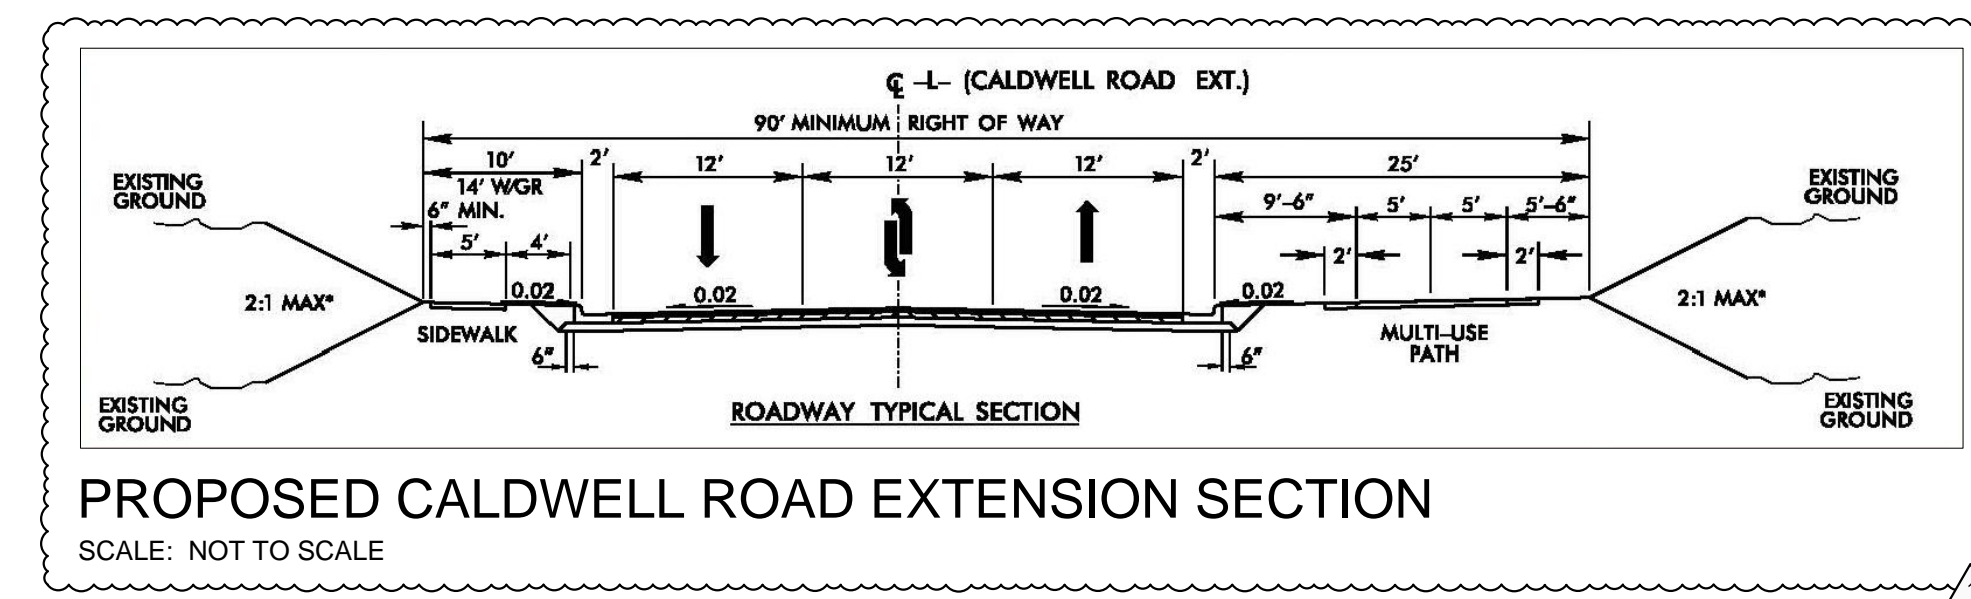 ℄ -L- (CALDWELL ROAD EXT.)
90' MINIMUM RIGHT OF WAY
10'
2'
12'
12'
12'
2'
25'
14' W/GR
6" MIN.
9'-6"
5'
5'
5'-6"
5'
4'
2'
2'
EXISTING
GROUND
EXISTING
GROUND
2:1 MAX*
0.02
0.02
0.02
0.02
2:1 MAX*
SIDEWALK
MULTI-USE
PATH
6"
6"
EXISTING
GROUND
EXISTING
GROUND
ROADWAY TYPICAL SECTION
PROPOSED CALDWELL ROAD EXTENSION SECTION
SCALE: NOT TO SCALE